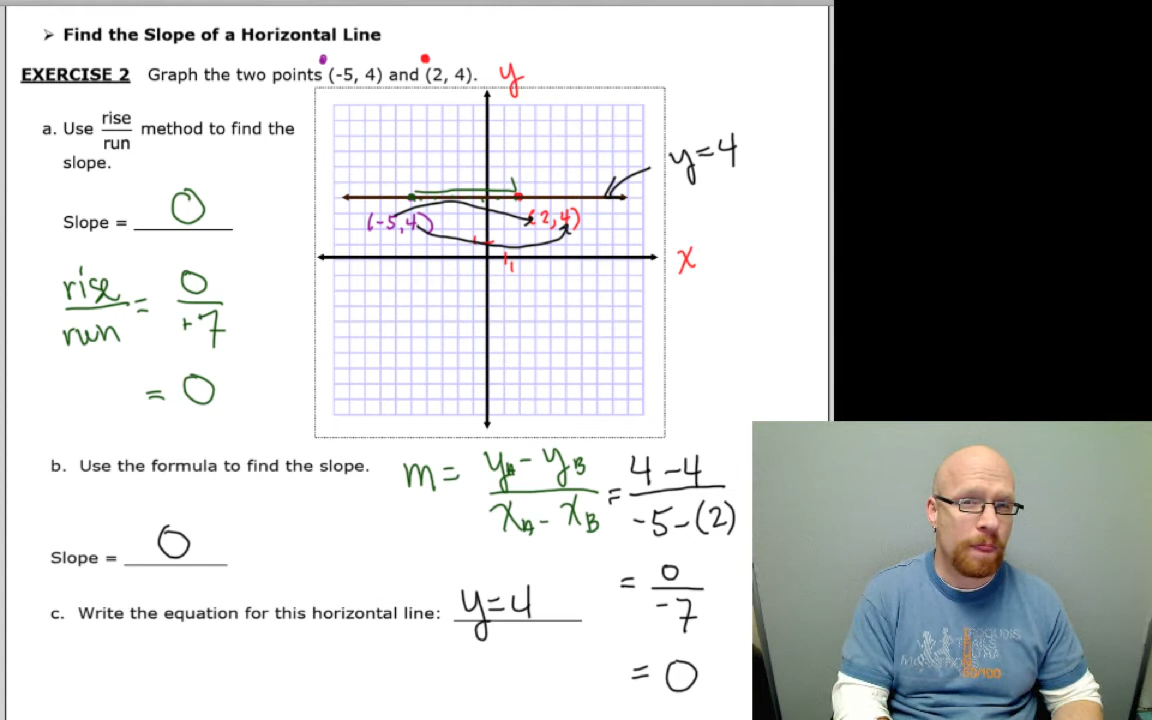 ➢ Find the Slope of a Horizontal Line
EXERCISE 2 Graph the two points (-5, 4) and (2, 4).
y
a. Use rise/run method to find the
slope.
y=4
Slope = 0
(-5,4) (2,4)
1
1
x
rise/run = 0/+7
= 0
b. Use the formula to find the slope.
m = yA - yB / xA - xB = 4 - 4 / -5 - (2)
Slope = 0
= 0/-7
c. Write the equation for this horizontal line: y=4
= 0